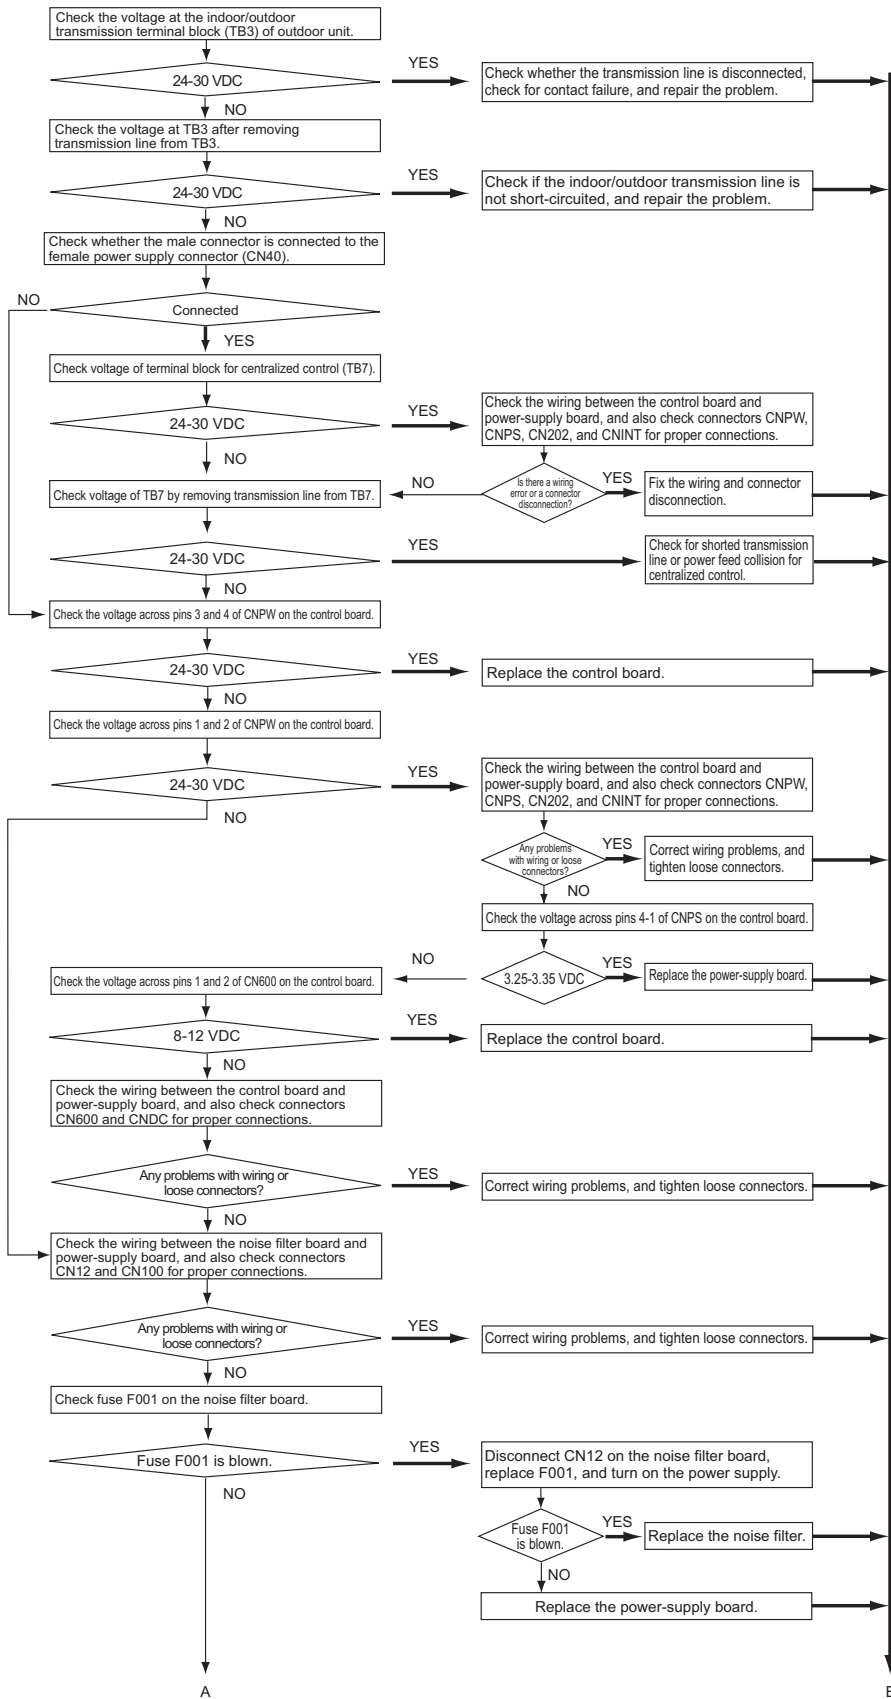 Check the voltage at the indoor/outdoor
transmission terminal block (TB3) of outdoor unit.
24-30 VDC
YES
Check whether the transmission line is disconnected,
check for contact failure, and repair the problem.
NO
Check the voltage at TB3 after removing
transmission line from TB3.
24-30 VDC
YES
Check if the indoor/outdoor transmission line is
not short-circuited, and repair the problem.
NO
Check whether the male connector is connected to the
female power supply connector (CN40).
NO
Connected
YES
Check voltage of terminal block for centralized control (TB7).
24-30 VDC
YES
Check the wiring between the control board and
power-supply board, and also check connectors CNPW,
CNPS, CN202, and CNINT for proper connections.
NO
Is there a wiring
error or a connector
disconnection?
YES
Fix the wiring and connector
disconnection.
NO
Check voltage of TB7 by removing transmission line from TB7.
24-30 VDC
YES
Check for shorted transmission
line or power feed collision for
centralized control.
NO
Check the voltage across pins 3 and 4 of CNPW on the control board.
24-30 VDC
YES
Replace the control board.
NO
Check the voltage across pins 1 and 2 of CNPW on the control board.
24-30 VDC
YES
Check the wiring between the control board and
power-supply board, and also check connectors CNPW,
CNPS, CN202, and CNINT for proper connections.
NO
Any problems
with wiring or loose
connectors?
YES
Correct wiring problems, and
tighten loose connectors.
NO
Check the voltage across pins 4-1 of CNPS on the control board.
3.25-3.35 VDC
YES
Replace the power-supply board.
NO
Check the voltage across pins 1 and 2 of CN600 on the control board.
8-12 VDC
YES
Replace the control board.
NO
Check the wiring between the control board and
power-supply board, and also check connectors
CN600 and CNDC for proper connections.
Any problems with wiring or
loose connectors?
YES
Correct wiring problems, and tighten loose connectors.
NO
Check the wiring between the noise filter board and
power-supply board, and also check connectors
CN12 and CN100 for proper connections.
Any problems with wiring or
loose connectors?
YES
Correct wiring problems, and tighten loose connectors.
NO
Check fuse F001 on the noise filter board.
Fuse F001 is blown.
YES
Disconnect CN12 on the noise filter board,
replace F001, and turn on the power supply.
NO
Fuse F001
is blown.
YES
Replace the noise filter.
NO
Replace the power-supply board.
A